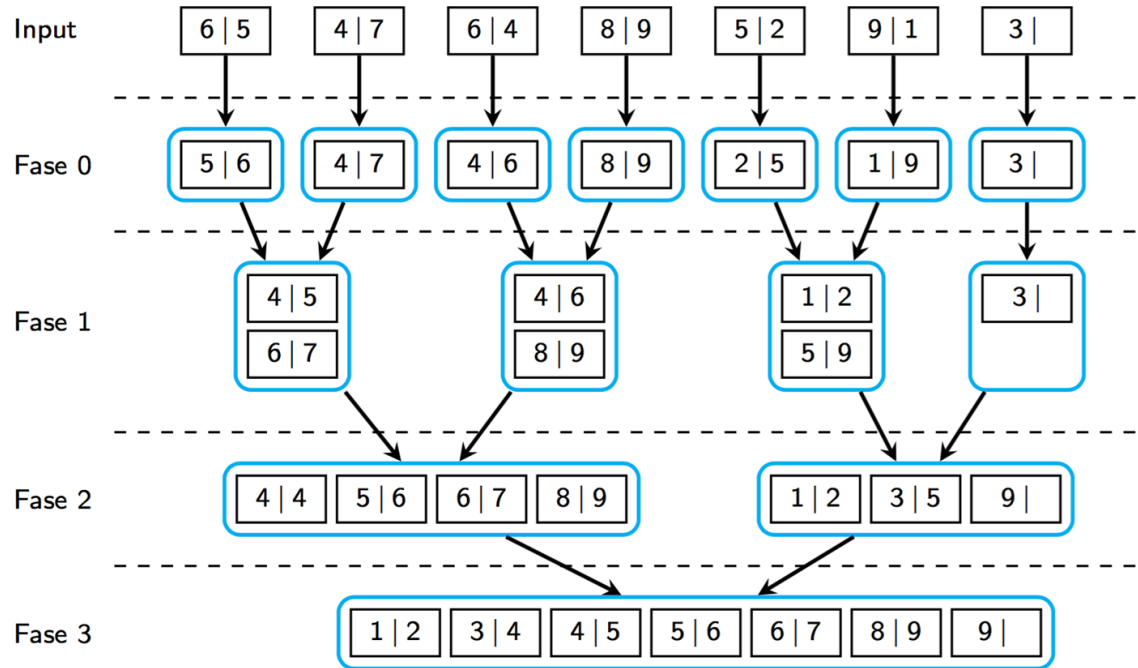 Input 6 | 5 4 | 7 6 | 4 8 | 9 5 | 2 9 | 1 3 |
Fase 0 5 | 6 4 | 7 4 | 6 8 | 9 2 | 5 1 | 9 3 |
4 | 5 4 | 6 1 | 2 3 |
Fase 1
6 | 7 8 | 9 5 | 9
Fase 2 4 | 4 5 | 6 6 | 7 8 | 9 1 | 2 3 | 5 9 |
Fase 3 1 | 2 3 | 4 4 | 5 5 | 6 6 | 7 8 | 9 9 |